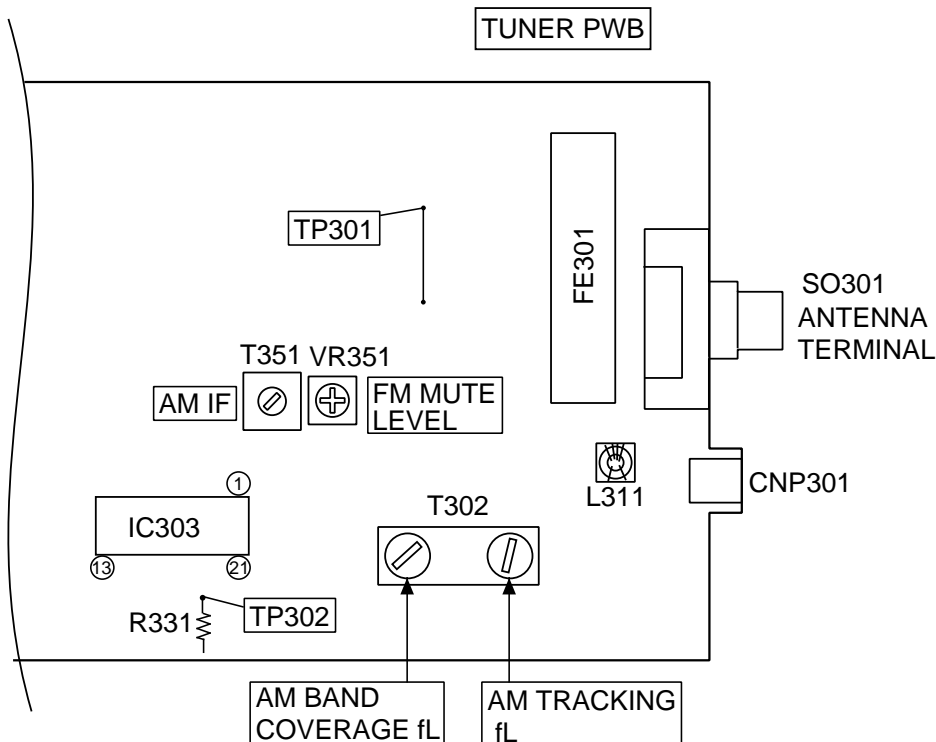 TUNER PWB
TP301
FE301
SO301
ANTENNA
TERMINAL
T351
VR351
AM IF
FM MUTE
LEVEL
L311
CNP301
1
IC303
13
21
T302
R331
TP302
AM BAND
COVERAGE fL
AM TRACKING
fL